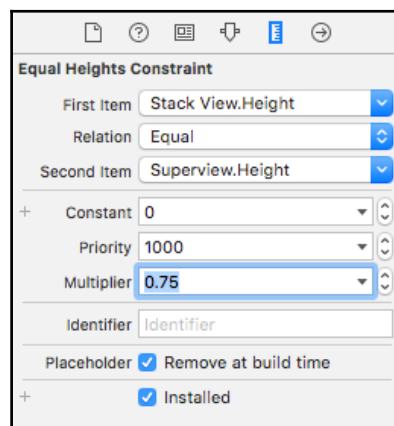 Equal Heights Constraint
First Item Stack View.Height
Relation Equal
Second Item Superview.Height
+ Constant 0
Priority 1000
Multiplier 0.75
Identifier Identifier
Placeholder Remove at build time
+ Installed